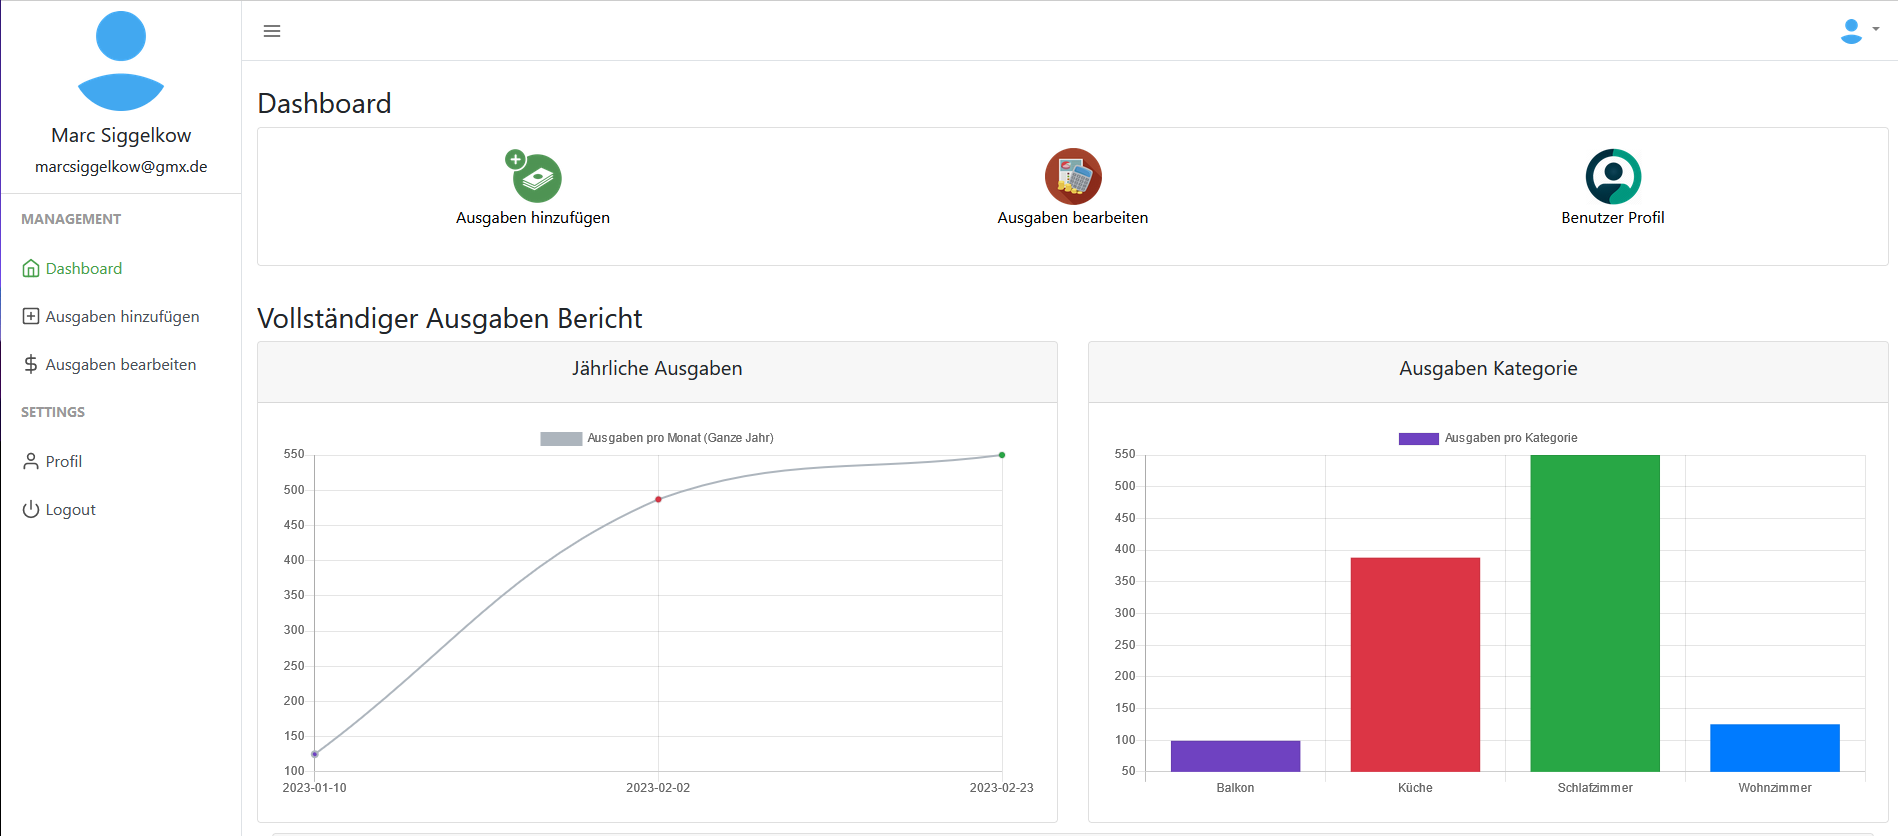 Marc Siggelkow
marcsiggelkow@gmx.de
MANAGEMENT
Dashboard
Ausgaben hinzufügen
Ausgaben bearbeiten
SETTINGS
Profil
Logout
Dashboard
Ausgaben hinzufügen
Ausgaben bearbeiten
Benutzer Profil
Vollständiger Ausgaben Bericht
Jährliche Ausgaben
Ausgaben pro Monat (Ganze Jahr)
550
500
450
400
350
300
250
200
150
100
2023-01-10
2023-02-02
2023-02-23
Ausgaben Kategorie
Ausgaben pro Kategorie
550
500
450
400
350
300
250
200
150
100
50
Balkon
Küche
Schlafzimmer
Wohnzimmer